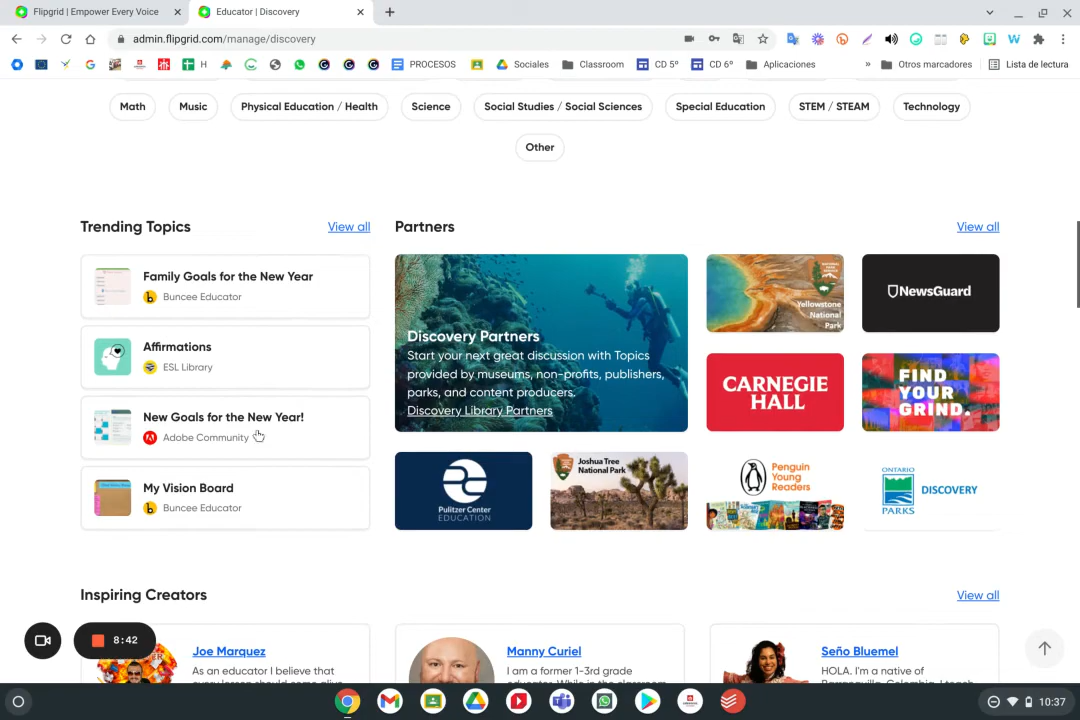 Flipgrid | Empower Every Voice
Educator | Discovery
admin.flipgrid.com/manage/discovery
H
PROCESOS
Sociales
Classroom
CD 5º
CD 6º
Aplicaciones
»
Otros marcadores
Lista de lectura
Math
Music
Physical Education / Health
Science
Social Studies / Social Sciences
Special Education
STEM / STEAM
Technology
Other
Trending Topics
View all
Family Goals for the New Year
Buncee Educator
Affirmations
ESL Library
New Goals for the New Year!
Adobe Community
My Vision Board
Buncee Educator
Partners
View all
Discovery Partners
Start your next great discussion with Topics
provided by museums, non-profits, publishers,
parks, and content producers.
Discovery Library Partners
Yellowstone
National
Park
NewsGuard
CARNEGIE
HALL
FIND
YOUR
GRIND.
Pulitzer Center
EDUCATION
Joshua Tree
National Park
Penguin
Young
Readers
ONTARIO
PARKS
DISCOVERY
Inspiring Creators
View all
Joe Marquez
As an educator I believe that
Manny Curiel
I am a former 1-3rd grade
Seño Bluemel
HOLA. I'm a native of
8:42
10:37